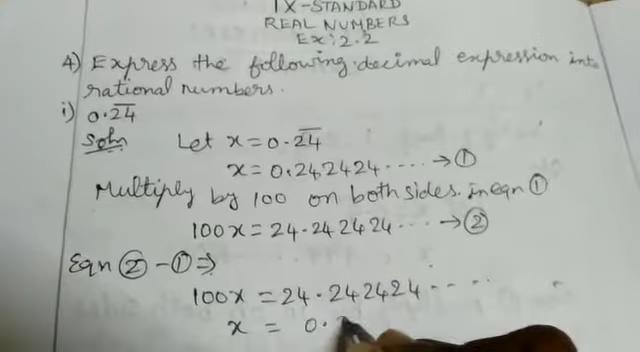 IX-STANDARD
REAL NUMBERS
Ex: 2.2
4) Express the following decimal expression into
rational numbers.
i) 0.2̅4̅
Soln Let x = 0.2̅4̅
x = 0.242424.... → ①
Multiply by 100 on both sides in eqn ①
100x = 24.242424... → ②
Eqn ② - ① ⇒
100x = 24.242424....
x = 0.